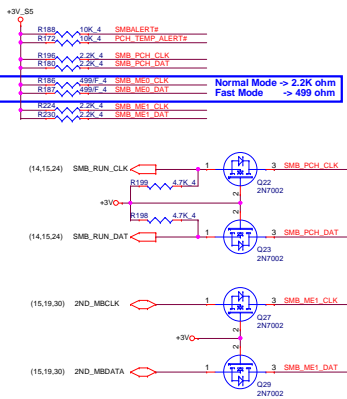 +3V_S5
R188 10K_4 SMBALERT#
R172 10K_4 PCH_TEMP_ALERT#
R196 2.2K_4 SMB_PCH_CLK
R180 2.2K_4 SMB_PCH_DAT
R186 499/F_4 SMB_ME0_CLK Normal Mode -> 2.2K ohm
R187 499/F_4 SMB_ME0_DAT Fast Mode -> 499 ohm
R224 2.2K_4 SMB_ME1_CLK
R230 2.2K_4 SMB_ME1_DAT
(14,15,24) SMB_RUN_CLK 1 3 SMB_PCH_CLK
R199 4.7K_4 Q22
2N7002
2
+3V
R198 4.7K_4 2
(14,15,24) SMB_RUN_DAT 1 3 SMB_PCH_DAT
Q23
2N7002
(15,19,30) 2ND_MBCLK 1 3 SMB_ME1_CLK
Q27
2N7002
2
+3V
2
(15,19,30) 2ND_MBDATA 1 3 SMB_ME1_DAT
Q29
2N7002